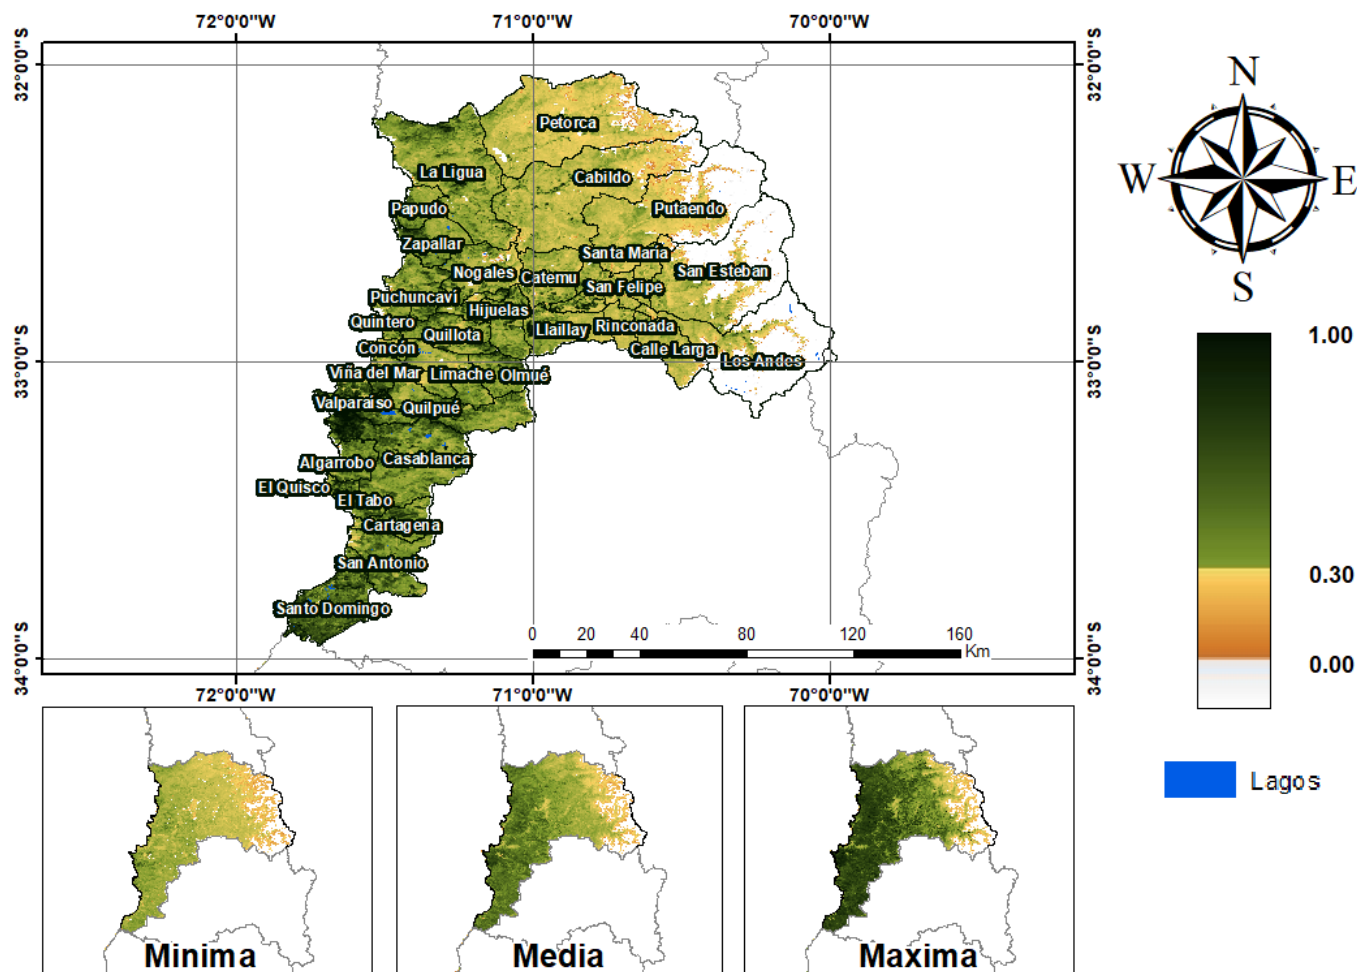 72°0'0"W 71°0'0"W 70°0'0"W
32°0'0"S 32°0'0"S
N
W E
S
Petorca
La Ligua
Cabildo
Papudo
Putaendo
Zapallar
Santa María
Nogales
Catemu
San Esteban
San Felipe
Puchuncaví
Hijuelas
Quintero
Quillota
Llaillay
Rinconada
Concón
Calle Larga
Los Andes
33°0'0"S 33°0'0"S
Viña del Mar
Limache
Olmué
Valparaíso
Quilpué
Algarrobo
Casablanca
El Quisco
El Tabo
Cartagena
San Antonio
Santo Domingo
0 20 40 80 120 160
Km
34°0'0"S 34°0'0"S
72°0'0"W 71°0'0"W 70°0'0"W
1.00
0.30
0.00
Lagos
Minima
Media
Maxima